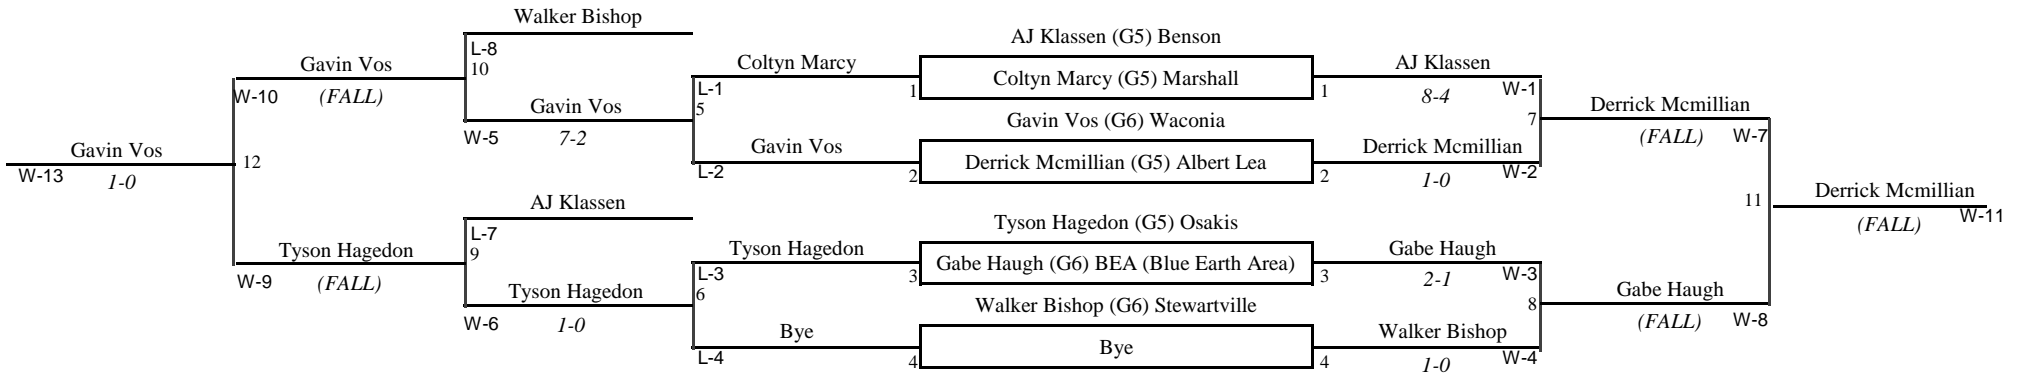 Walker Bishop
L-8
10
Gavin Vos
W-10
(FALL)
Gavin Vos
W-5
7-2
Gavin Vos
W-13
1-0
12
AJ Klassen
L-7
9
Tyson Hagedon
W-9
(FALL)
Tyson Hagedon
W-6
1-0
Coltyn Marcy
L-1
1
5
Gavin Vos
L-2
2
Tyson Hagedon
L-3
3
6
Bye
L-4
4
AJ Klassen (G5) Benson
Coltyn Marcy (G5) Marshall
Gavin Vos (G6) Waconia
Derrick Mcmillian (G5) Albert Lea
Tyson Hagedon (G5) Osakis
Gabe Haugh (G6) BEA (Blue Earth Area)
Walker Bishop (G6) Stewartville
Bye
AJ Klassen
1
8-4
W-1
7
Derrick Mcmillian
2
1-0
W-2
Gabe Haugh
3
2-1
W-3
8
Walker Bishop
4
1-0
W-4
Derrick Mcmillian
(FALL)
W-7
11
Gabe Haugh
(FALL)
W-8
Derrick Mcmillian
(FALL)
W-11